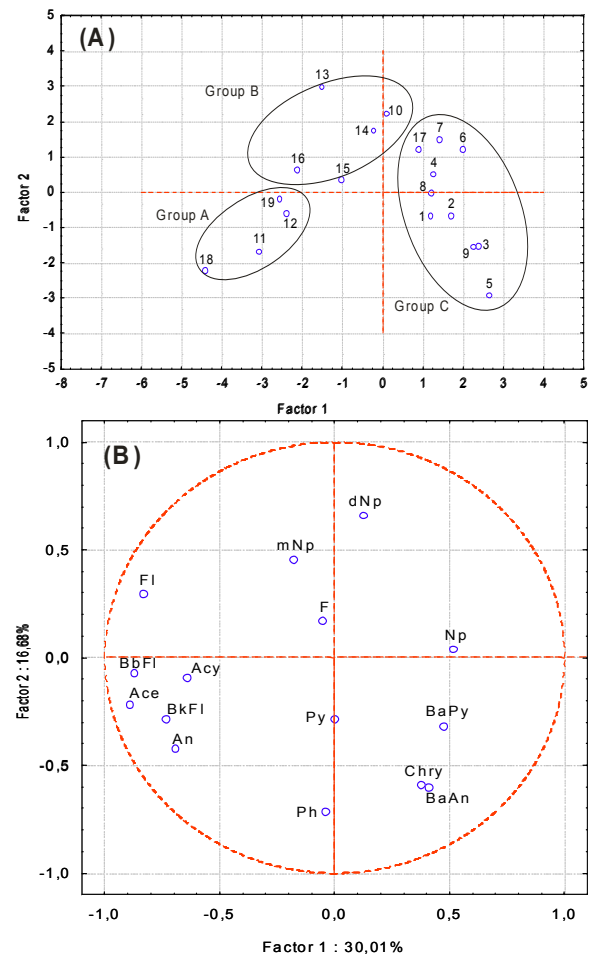 (A)
5
4
3
2
1
0
-1
-2
-3
-4
-5
Factor 2
Group B
13
10
14
16
15
7
17
6
4
8
1
2
3
9
5
Group C
19
Group A
12
11
18
-8 -7 -6 -5 -4 -3 -2 -1 0 1 2 3 4 5
Factor 1
(B)
1,0
0,5
0,0
-0,5
-1,0
Factor 2 : 16,68%
dNp
mNp
Fl
F
Np
BbFl
Acy
Ace
BkFl
Py
BaPy
An
Chry
BaAn
Ph
-1,0 -0,5 0,0 0,5 1,0
Factor 1 : 30,01%